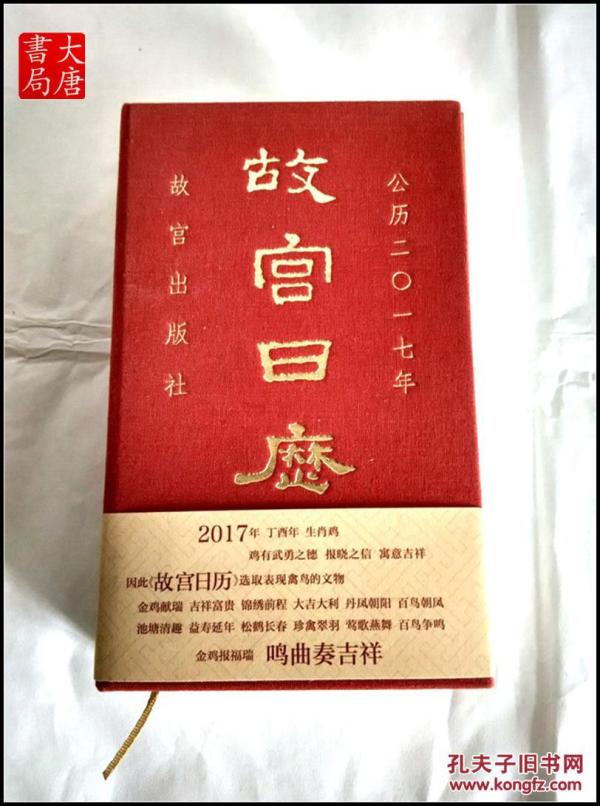 大唐
書局
公历二〇一七年
故宫日歷
故宫出版社
2017年 丁酉年 生肖鸡
鸡有武勇之德 报晓之信 寓意吉祥
因此《故宫日历》选取表现禽鸟的文物
金鸡献瑞 吉祥富贵 锦绣前程 大吉大利 丹凤朝阳 百鸟朝凤
池塘清趣 益寿延年 松鹤长春 珍禽翠羽 莺歌燕舞 百鸟争鸣
金鸡报福瑞 鸣曲奏吉祥
孔夫子旧书网
www.kongfz.com